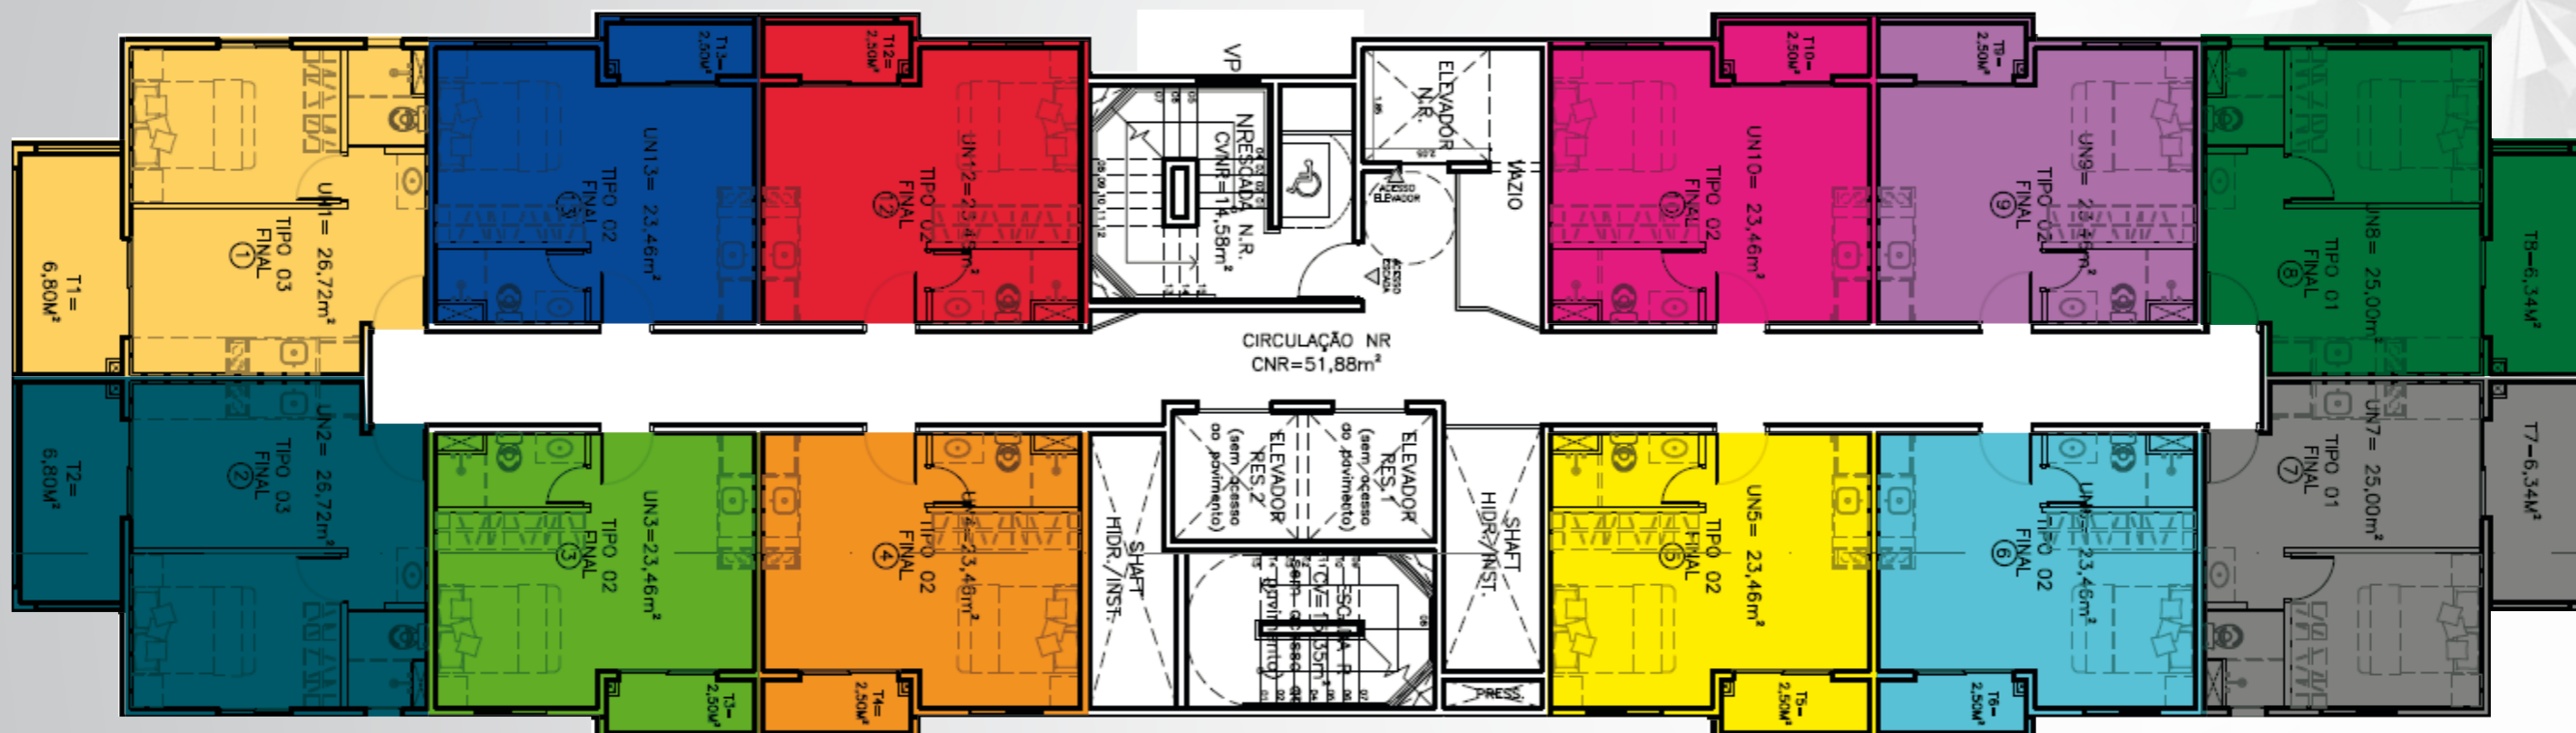 T1=
6,80M²
UN1= 26,72m²
TIPO 03
FINAL
1
T13=
2,50M²
UN13= 23,46m²
TIPO 02
FINAL
13
T12=
2,50M²
UN12=23,45m²
TIPO 02
FINAL
12
VP
NRESCADA N.R.
CVNR=14,58m²
ELEVADOR
N.R.
ACESSO
ELEVADOR
ACESSO
ESCADA
VAZIO
T10=
2,50M²
UN10= 23,46m²
TIPO 02
FINAL
10
T9=
2,50M²
UN9= 23,46m²
TIPO 02
FINAL
9
UN8= 25,00m²
TIPO 01
FINAL
8
T8=6,34M²
CIRCULAÇÃO NR
CNR=51,88m²
T2=
6,80M²
UN2= 26,72m²
TIPO 03
FINAL
2
UN3=23,46m²
TIPO 02
FINAL
3
T3=
2,50M²
UN4=23,46m²
TIPO 02
FINAL
4
T4=
2,50M²
SHAFT
HIDR./INST.
ELEVADOR
RES.2
(sem acesso
ao pavimento)
ELEVADOR
RES.1
(sem acesso
ao pavimento)
ESCADA R.
SHAFT
HIDR./INST.
PRESS.
UN5= 23,46m²
TIPO 02
FINAL
5
T5=
2,50M²
UN6= 23,46m²
TIPO 02
FINAL
6
T6=
2,50M²
UN7= 25,00m²
TIPO 01
FINAL
7
T7=6,34M²